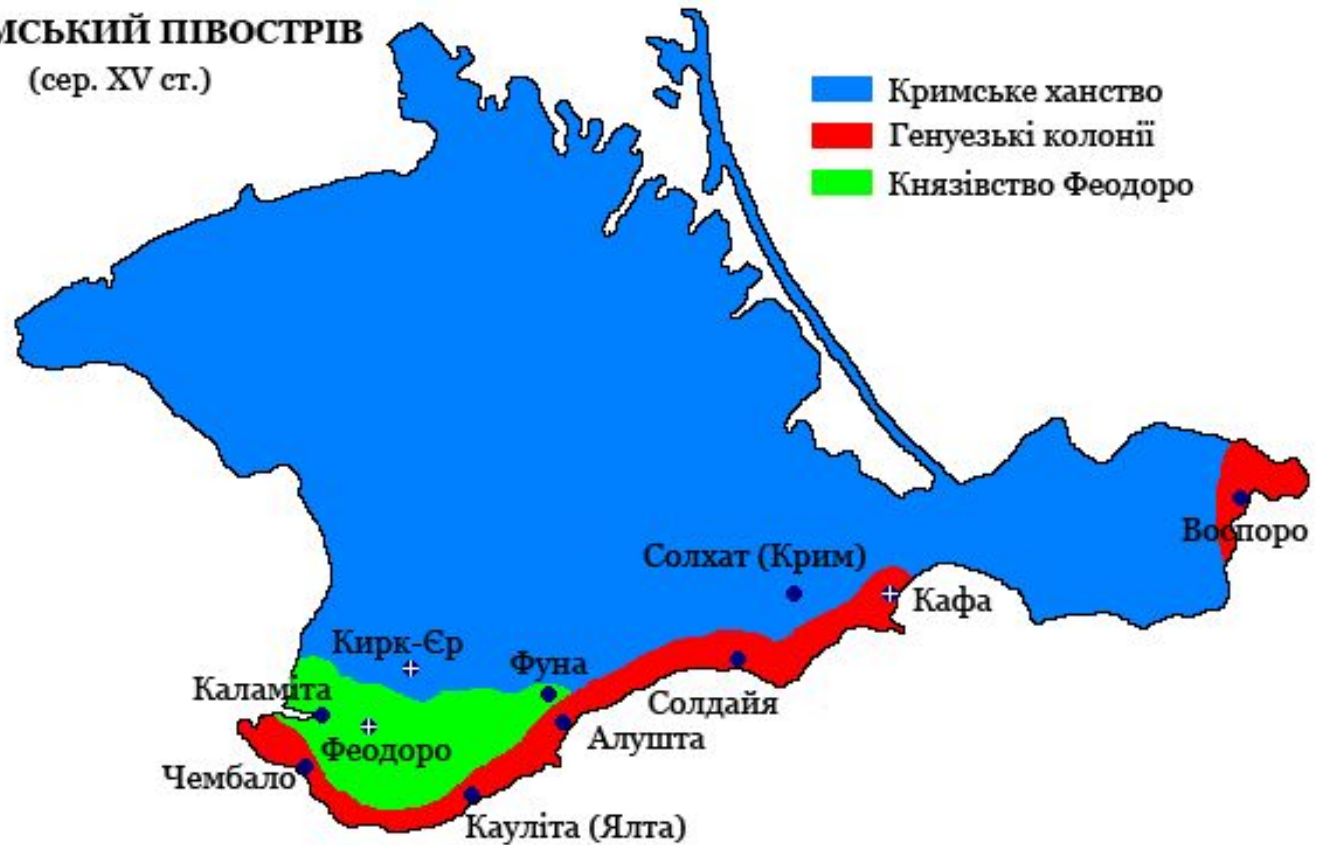 МСЬКИЙ ПІВОСТРІВ
(сер. XV ст.)
Кримське ханство
Генуезькі колонії
Князівство Феодоро
Воспоро
Солхат (Крим)
Кафа
Кирк-Єр
Фуна
Каламіта
Солдайя
Алушта
Феодоро
Чембало
Кауліта (Ялта)